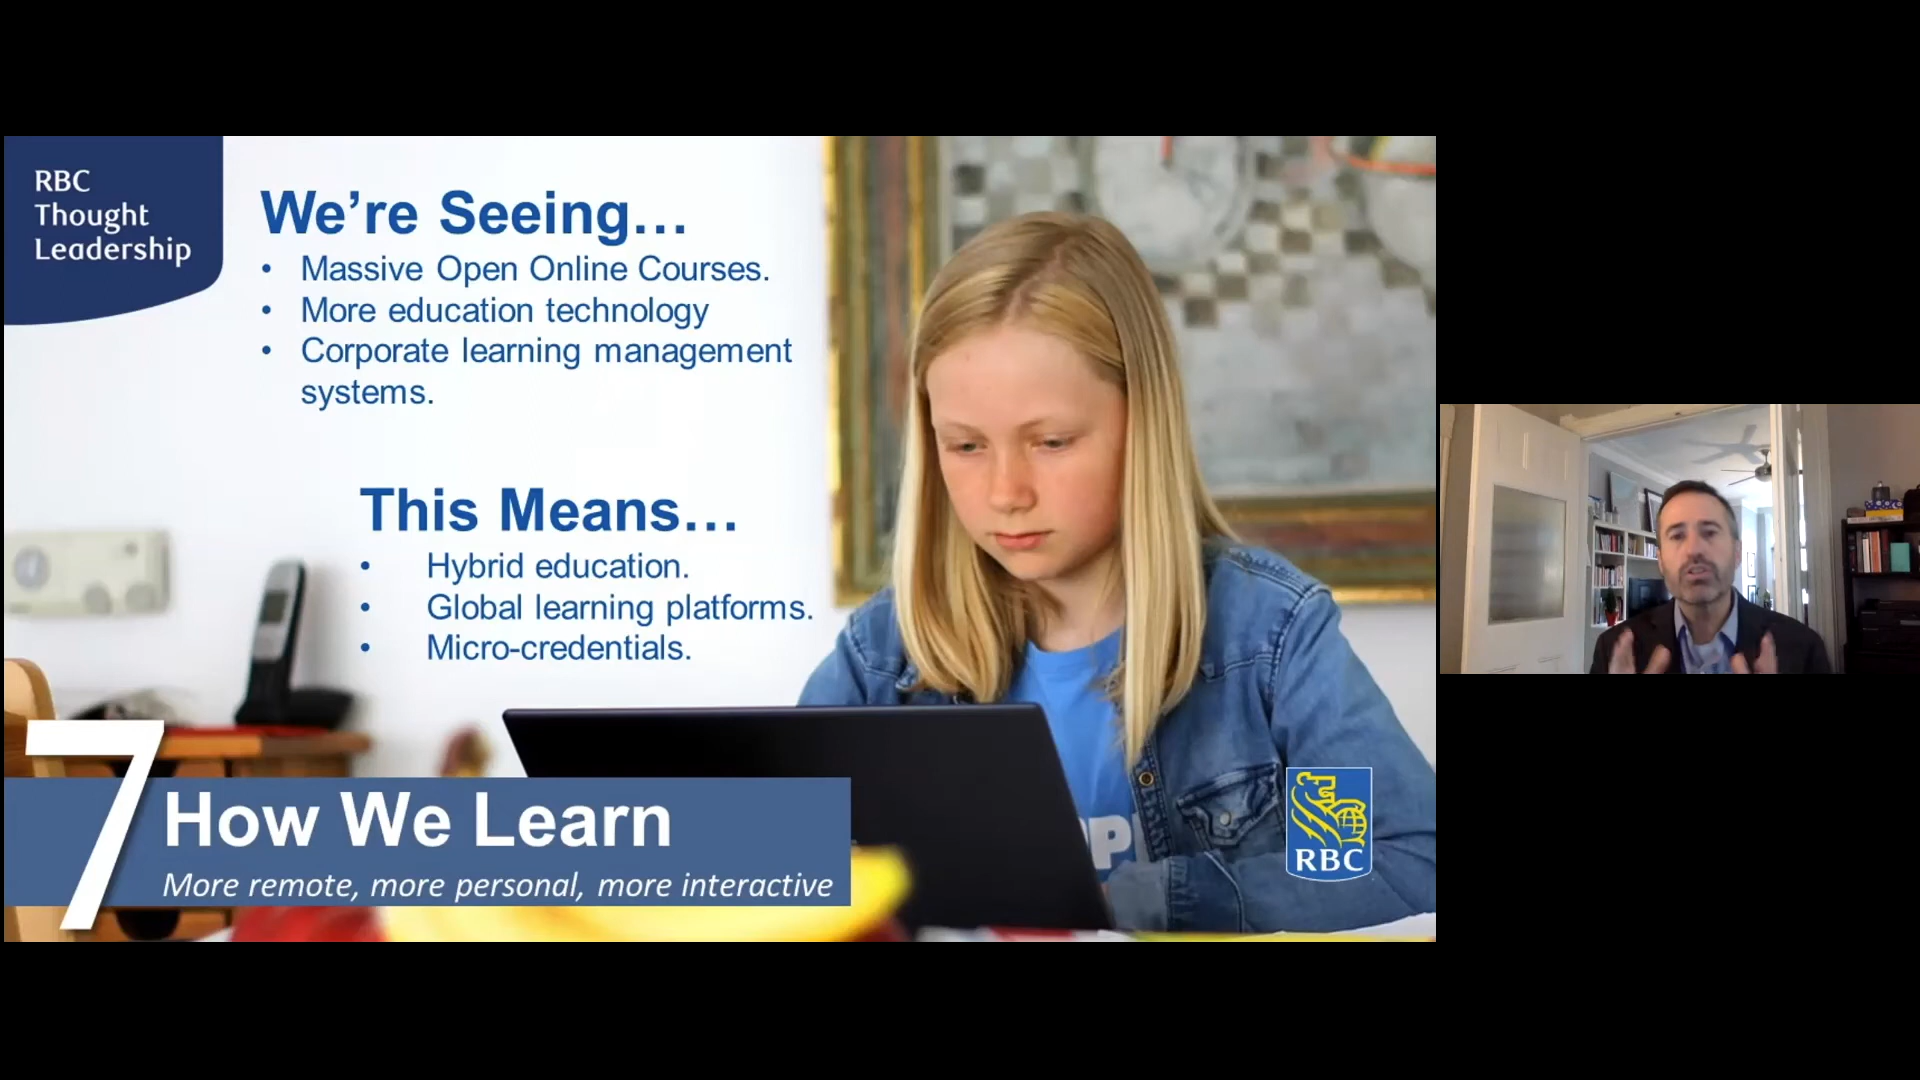 RBC
Thought
Leadership
We’re Seeing…
• Massive Open Online Courses.
• More education technology
• Corporate learning management
systems.
This Means…
• Hybrid education.
• Global learning platforms.
• Micro-credentials.
7
How We Learn
More remote, more personal, more interactive
RBC